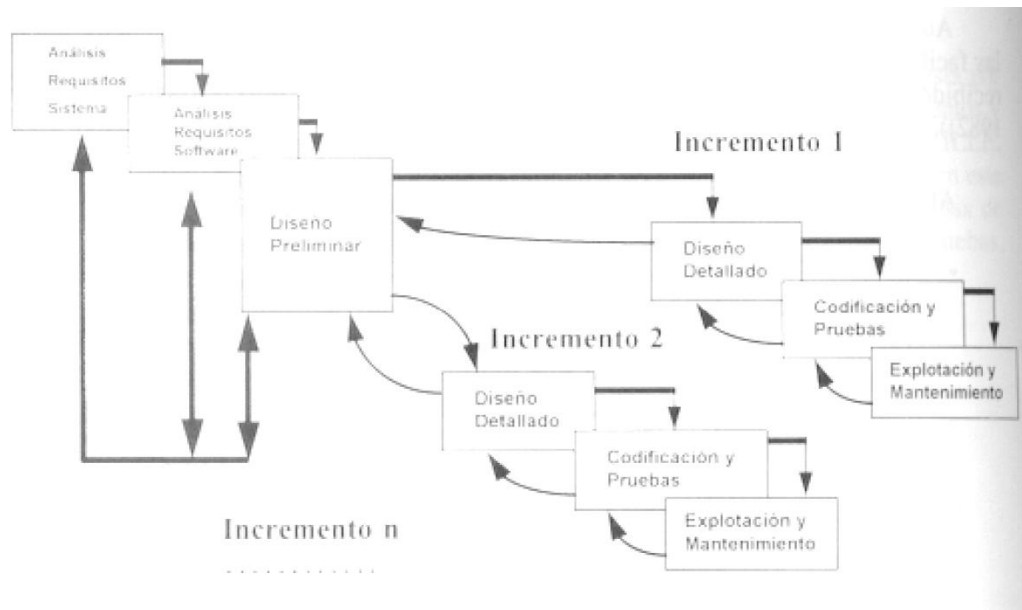 Análisis
Requisitos
Sistema
Análisis
Requisitos
Software
Diseño
Preliminar
Incremento 1
Diseño
Detallado
Codificación y
Pruebas
Explotación y
Mantenimiento
Incremento 2
Diseño
Detallado
Codificación y
Pruebas
Explotación y
Mantenimiento
Incremento n
. . . . . . . . . . . .